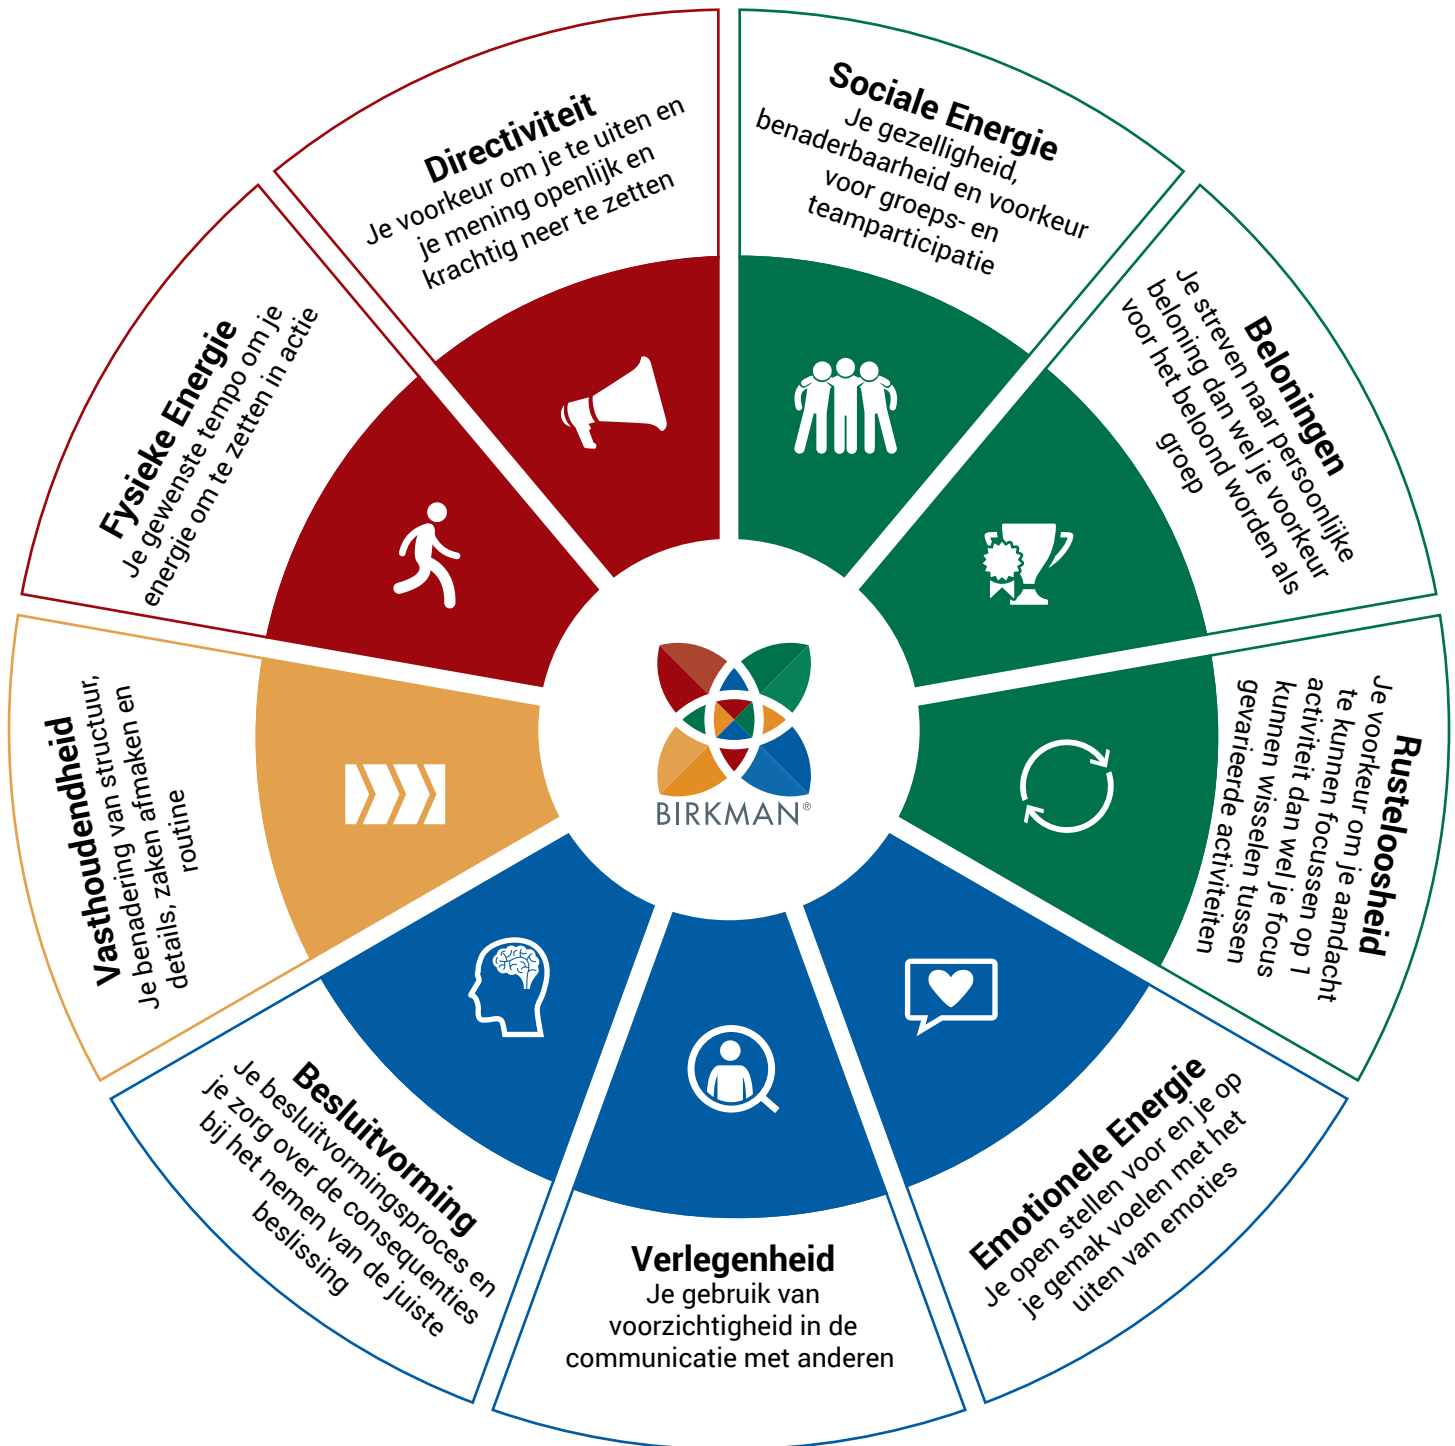 Directiviteit
Je voorkeur om je te uiten en
je mening openlijk en
krachtig neer te zetten
Sociale Energie
Je gezelligheid,
benaderbaarheid en voorkeur
voor groeps- en
teamparticipatie
Beloningen
Je streven naar persoonlijke
beloning dan wel je voorkeur
voor het beloond worden als
groep
Rusteloosheid
Je voorkeur om je aandacht
te kunnen focussen op 1
activiteit dan wel je focus
kunnen wisselen tussen
gevarieerde activiteiten
Emotionele Energie
Je open stellen voor en je op
je gemak voelen met het
uiten van emoties
Verlegenheid
Je gebruik van
voorzichtigheid in de
communicatie met anderen
Besluitvorming
Je besluitvormingsproces en
je zorg over de consequenties
bij het nemen van de juiste
beslissing
Vasthoudendheid
Je benadering van structuur,
details, zaken afmaken en
routine
Fysieke Energie
Je gewenste tempo om je
energie om te zetten in actie
BIRKMAN®